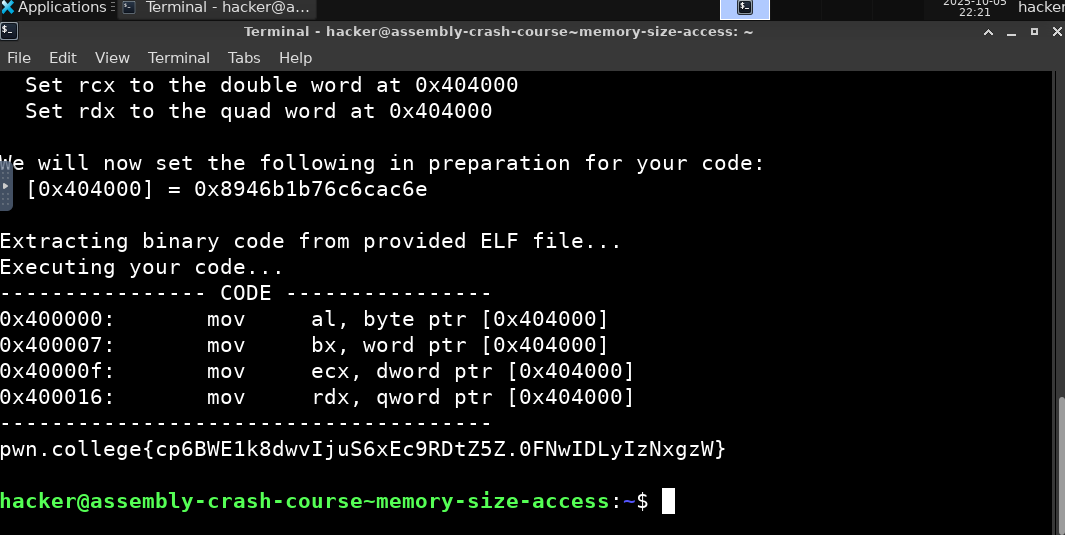 Applications
Terminal - hacker@a...
2025-10-05
22:21
hacker
Terminal - hacker@assembly-crash-course~memory-size-access: ~
File Edit View Terminal Tabs Help
Set rcx to the double word at 0x404000
Set rdx to the quad word at 0x404000
We will now set the following in preparation for your code:
[0x404000] = 0x8946b1b76c6cac6e
Extracting binary code from provided ELF file...
Executing your code...
---------------- CODE ----------------
0x400000: mov al, byte ptr [0x404000]
0x400007: mov bx, word ptr [0x404000]
0x40000f: mov ecx, dword ptr [0x404000]
0x400016: mov rdx, qword ptr [0x404000]
--------------------------------------
pwn.college{cp6BWE1k8dwvIjuS6xEc9RDtZ5Z.0FNwIDLyIzNxgzW}
hacker@assembly-crash-course~memory-size-access:~$